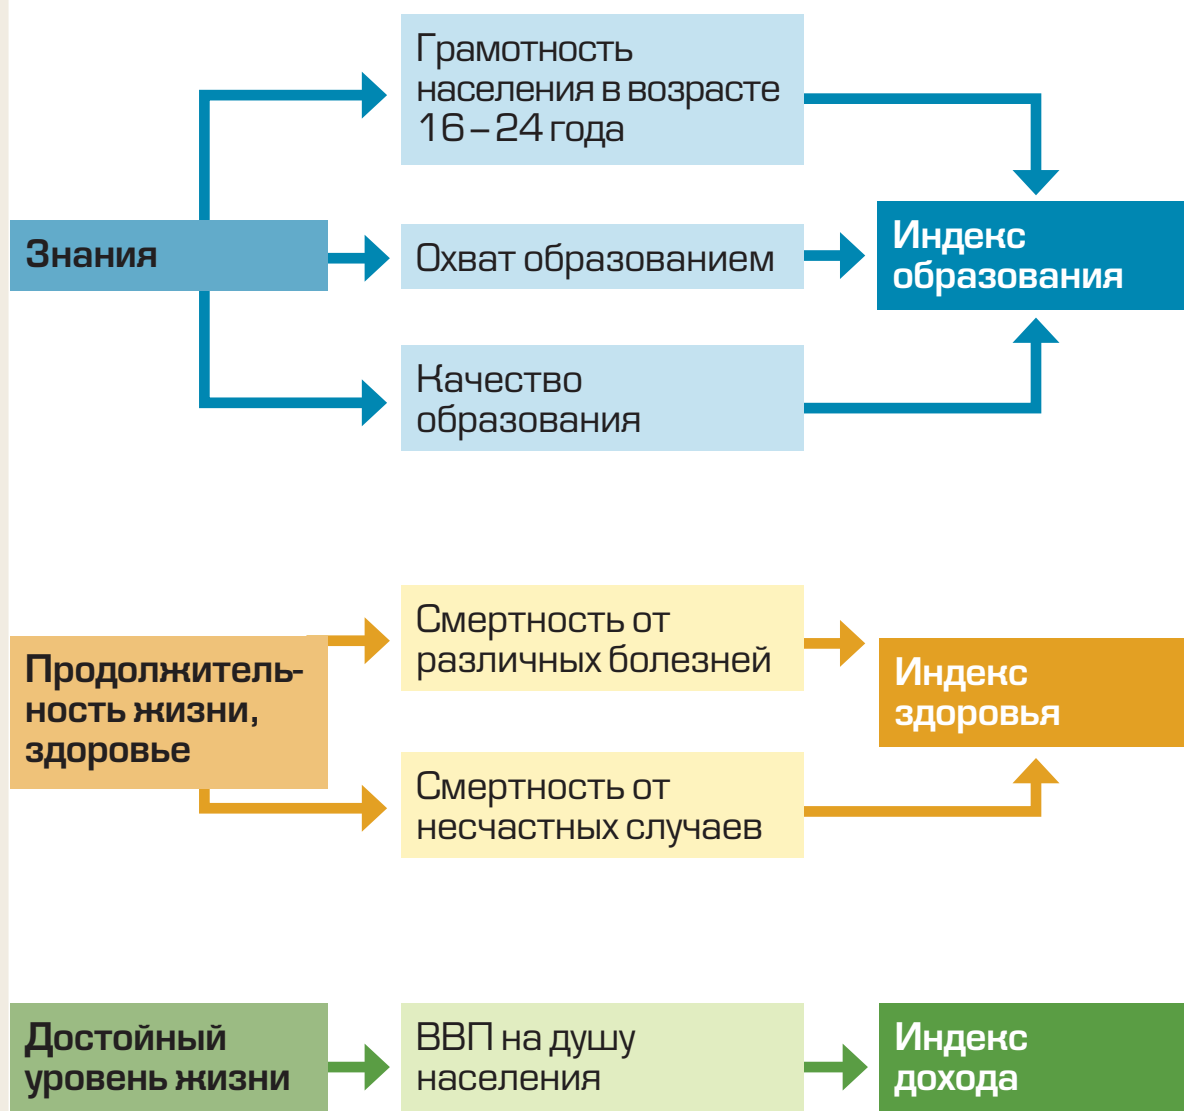 Грамотность
населения в возрасте
16 – 24 года
Знания
Охват образованием
Индекс
образования
Качество
образования
Смертность от
различных болезней
Продолжитель-
ность жизни,
здоровье
Индекс
здоровья
Смертность от
несчастных случаев
Достойный
уровень жизни
ВВП на душу
населения
Индекс
дохода